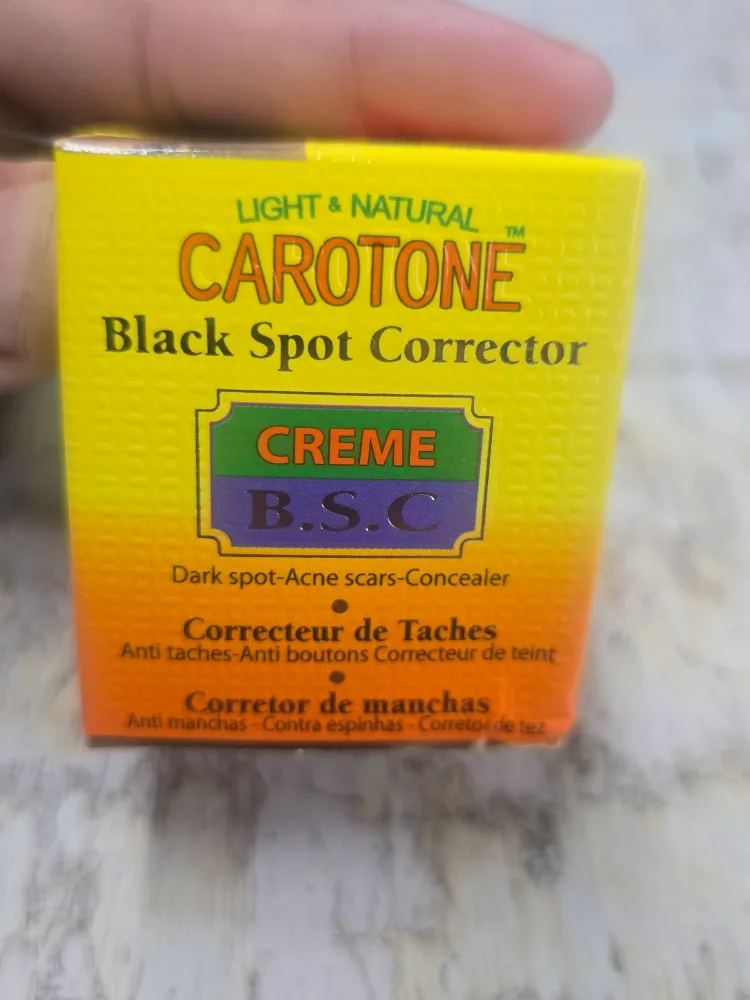 LIGHT & NATURAL
CAROTONE™
Black Spot Corrector
CREME
B.S.C
Dark spot-Acne scars-Concealer
•
Correcteur de Taches
Anti taches-Anti boutons Correcteur de teint
•
Corretor de manchas
Anti manchas - Contra espinhas - Corretor de tez